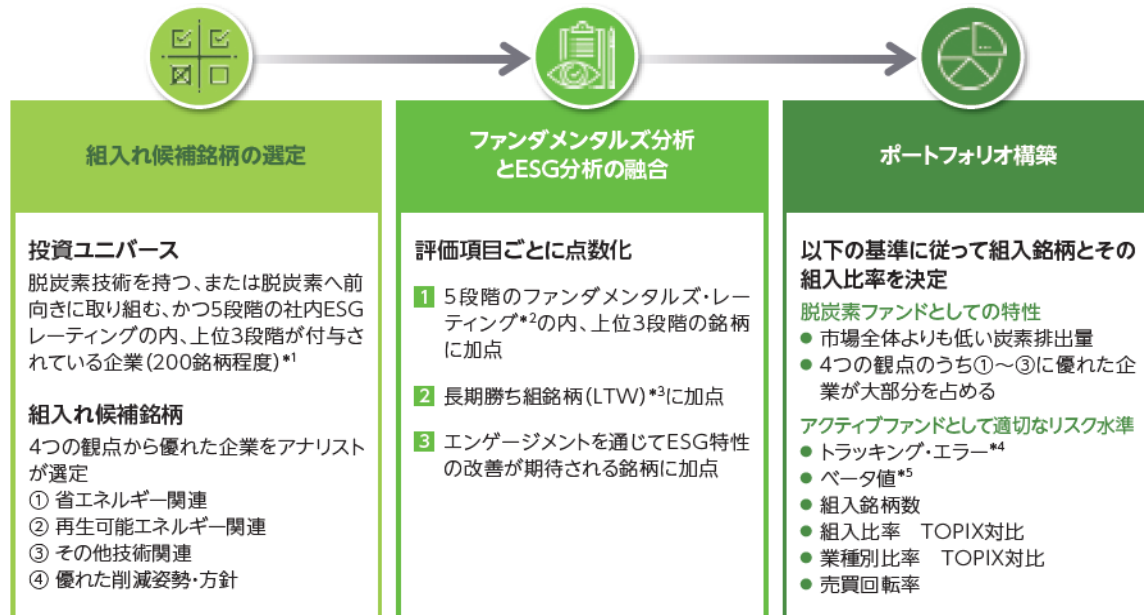 組入れ候補銘柄の選定
投資ユニバース
脱炭素技術を持つ、または脱炭素へ前
向きに取り組む、かつ5段階の社内ESG
レーティングの内、上位3段階が付与さ
れている企業(200銘柄程度)*1
組入れ候補銘柄
4つの観点から優れた企業をアナリスト
が選定
① 省エネルギー関連
② 再生可能エネルギー関連
③ その他技術関連
④ 優れた削減姿勢・方針
ファンダメンタルズ分析
とESG分析の融合
評価項目ごとに点数化
1 5段階のファンダメンタルズ・レー
ティング*2の内、上位3段階の銘柄
に加点
2 長期勝ち組銘柄(LTW)*3に加点
3 エンゲージメントを通じてESG特性
の改善が期待される銘柄に加点
ポートフォリオ構築
以下の基準に従って組入銘柄とその
組入比率を決定
脱炭素ファンドとしての特性
● 市場全体よりも低い炭素排出量
● 4つの観点のうち①～③に優れた企
業が大部分を占める
アクティブファンドとして適切なリスク水準
● トラッキング・エラー*4
● ベータ値*5
● 組入銘柄数
● 組入比率　TOPIX対比
● 業種別比率　TOPIX対比
● 売買回転率